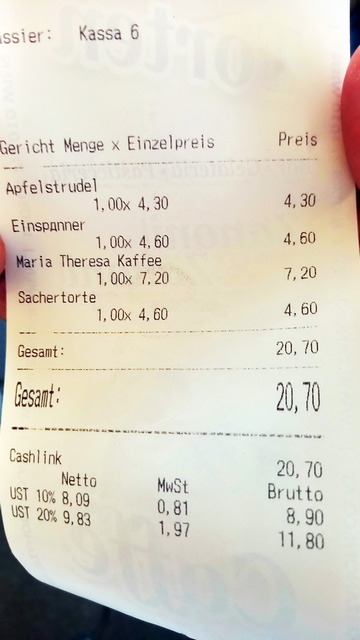 ssier: Kassa 6
Gericht Menge x Einzelpreis Preis
Apfelstrudel
1,00x 4,30 4,30
Einspänner
1,00x 4,60 4,60
Maria Theresa Kaffee
1,00x 7,20 7,20
Sachertorte
1,00x 4,60 4,60
Gesamt: 20,70
Gesamt: 20,70
Cashlink 20,70
Netto MwSt Brutto
UST 10% 8,09 0,81 8,90
UST 20% 9,83 1,97 11,80